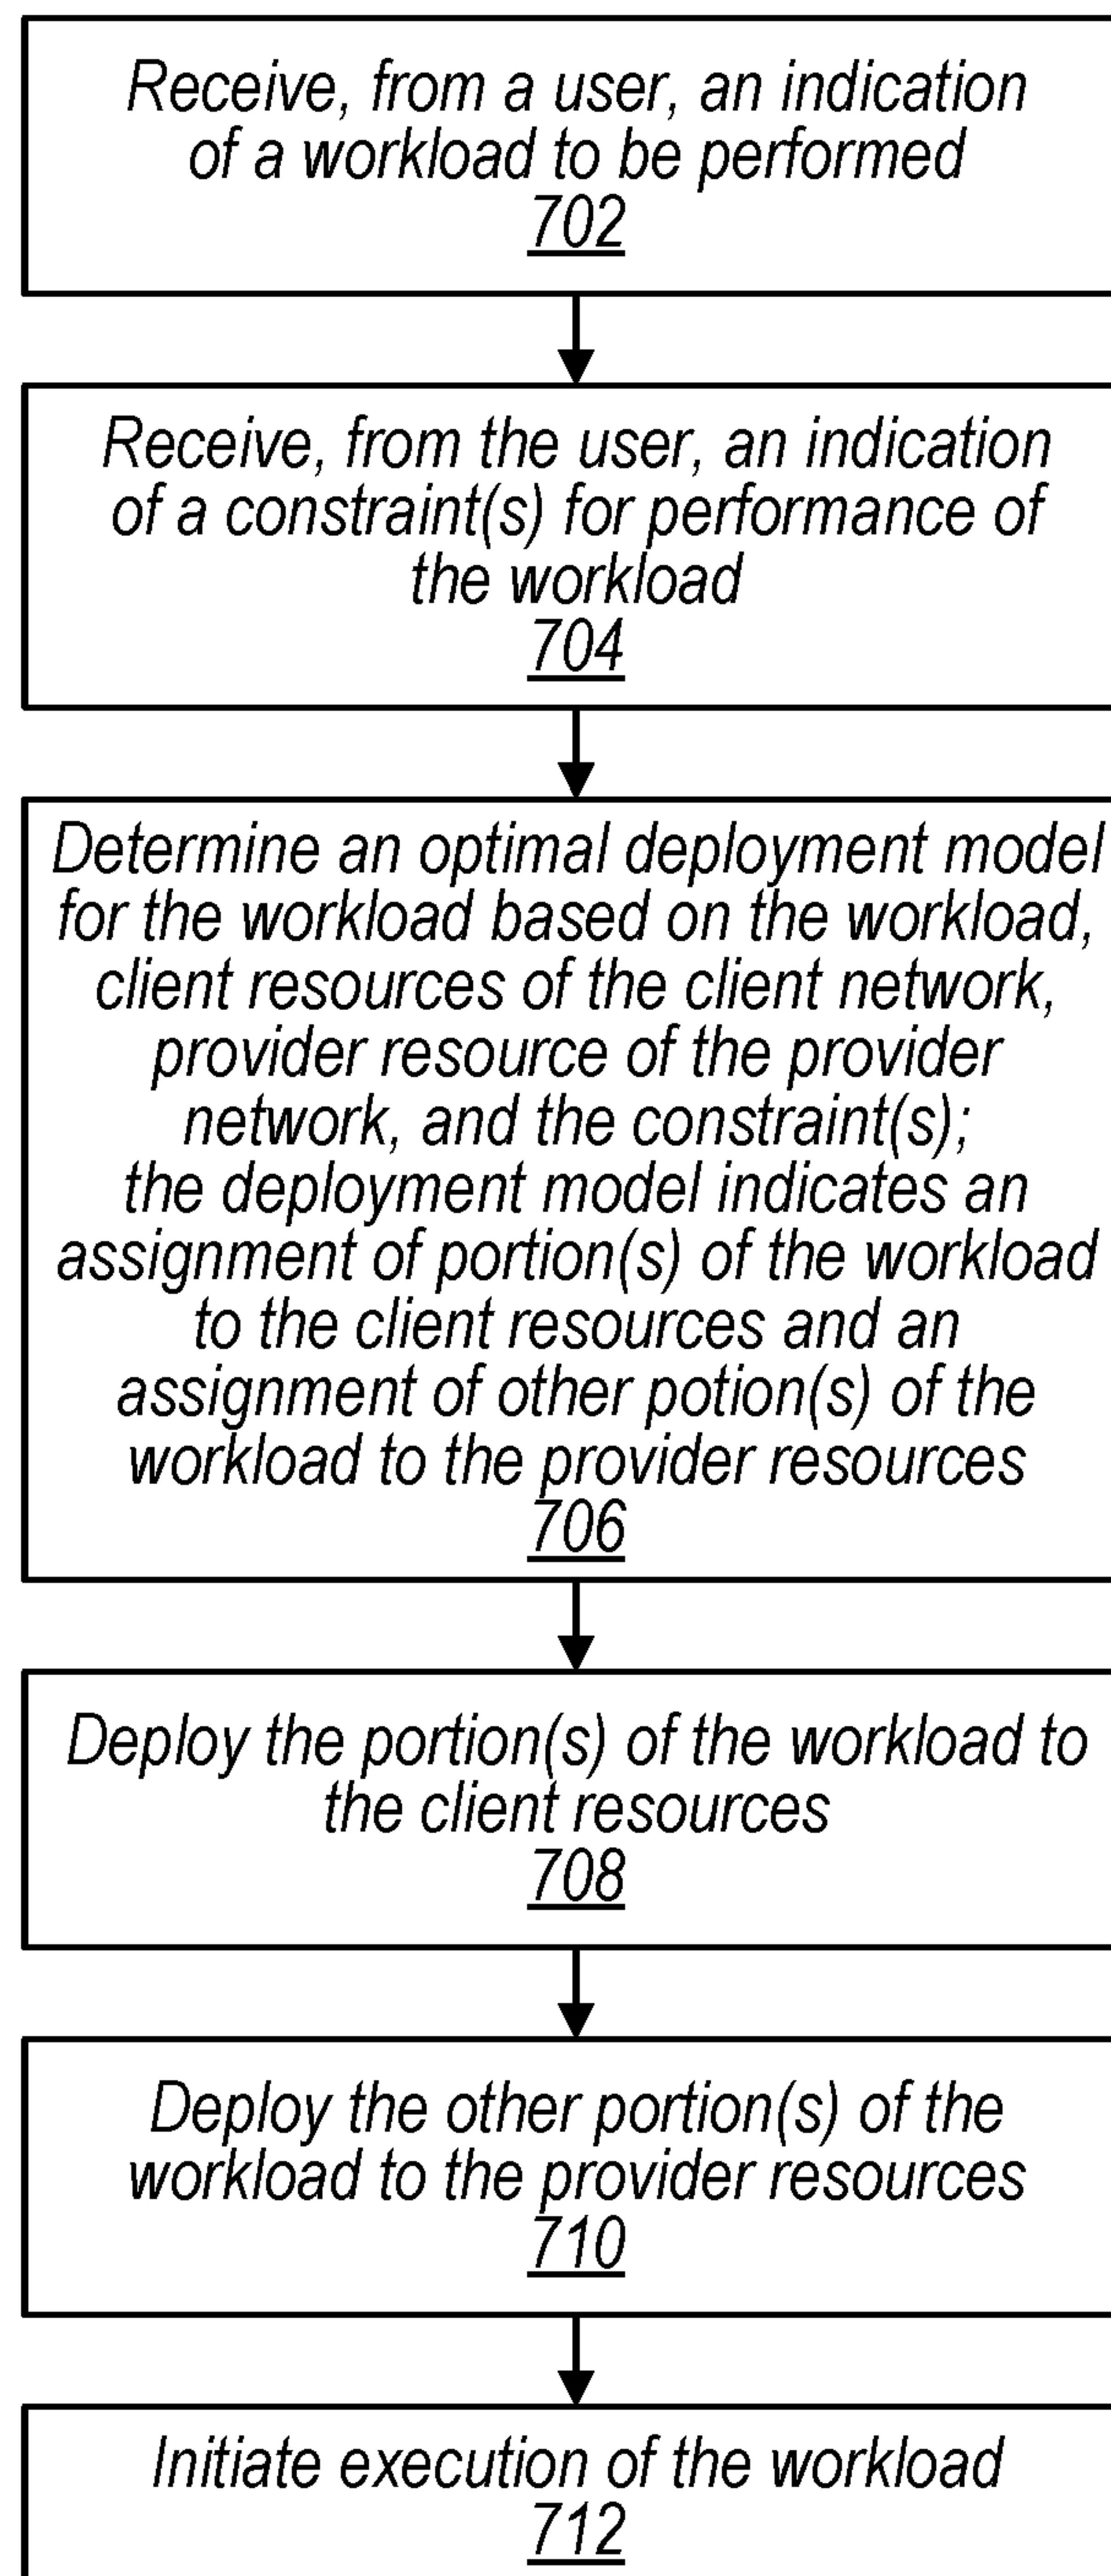 Receive, from a user, an indication
of a workload to be performed
702
Receive, from the user, an indication
of a constraint(s) for performance of
the workload
704
Determine an optimal deployment model
for the workload based on the workload,
client resources of the client network,
provider resource of the provider
network, and the constraint(s);
the deployment model indicates an
assignment of portion(s) of the workload
to the client resources and an
assignment of other potion(s) of the
workload to the provider resources
706
Deploy the portion(s) of the workload to
the client resources
708
Deploy the other portion(s) of the
workload to the provider resources
710
Initiate execution of the workload
712